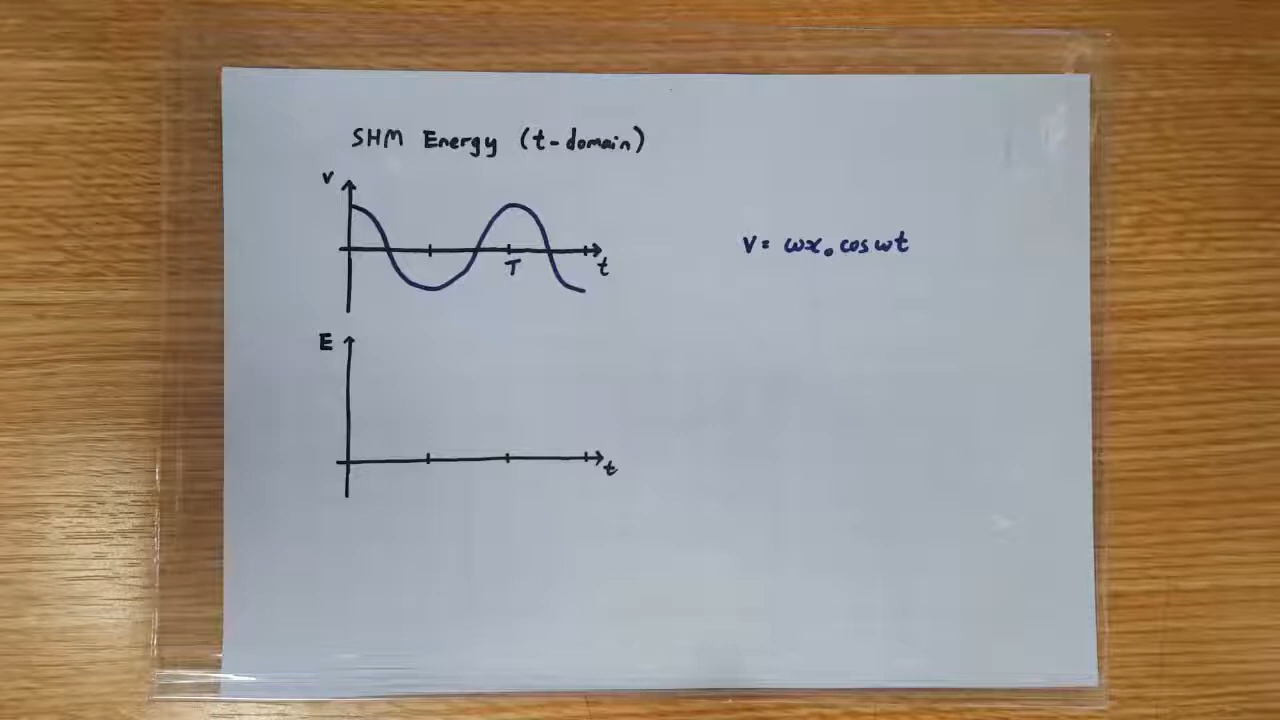 SHM Energy (t-domain)
v
t
T
v = ωx₀ cos ωt
E
t